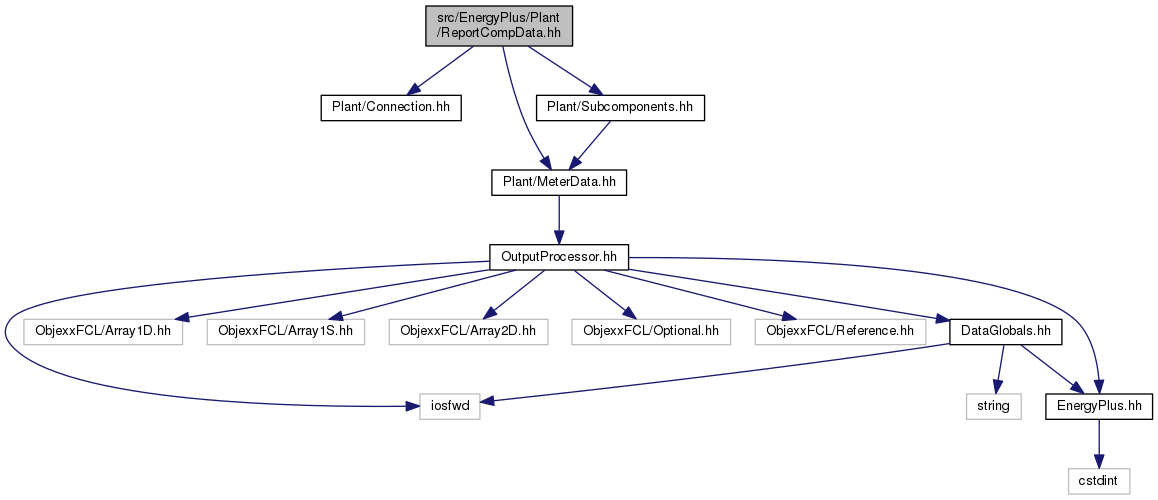 src/EnergyPlus/Plant
/ReportCompData.hh
Plant/Connection.hh
Plant/Subcomponents.hh
Plant/MeterData.hh
OutputProcessor.hh
ObjexxFCL/Array1D.hh
ObjexxFCL/Array1S.hh
ObjexxFCL/Array2D.hh
ObjexxFCL/Optional.hh
ObjexxFCL/Reference.hh
DataGlobals.hh
iosfwd
string
EnergyPlus.hh
cstdint